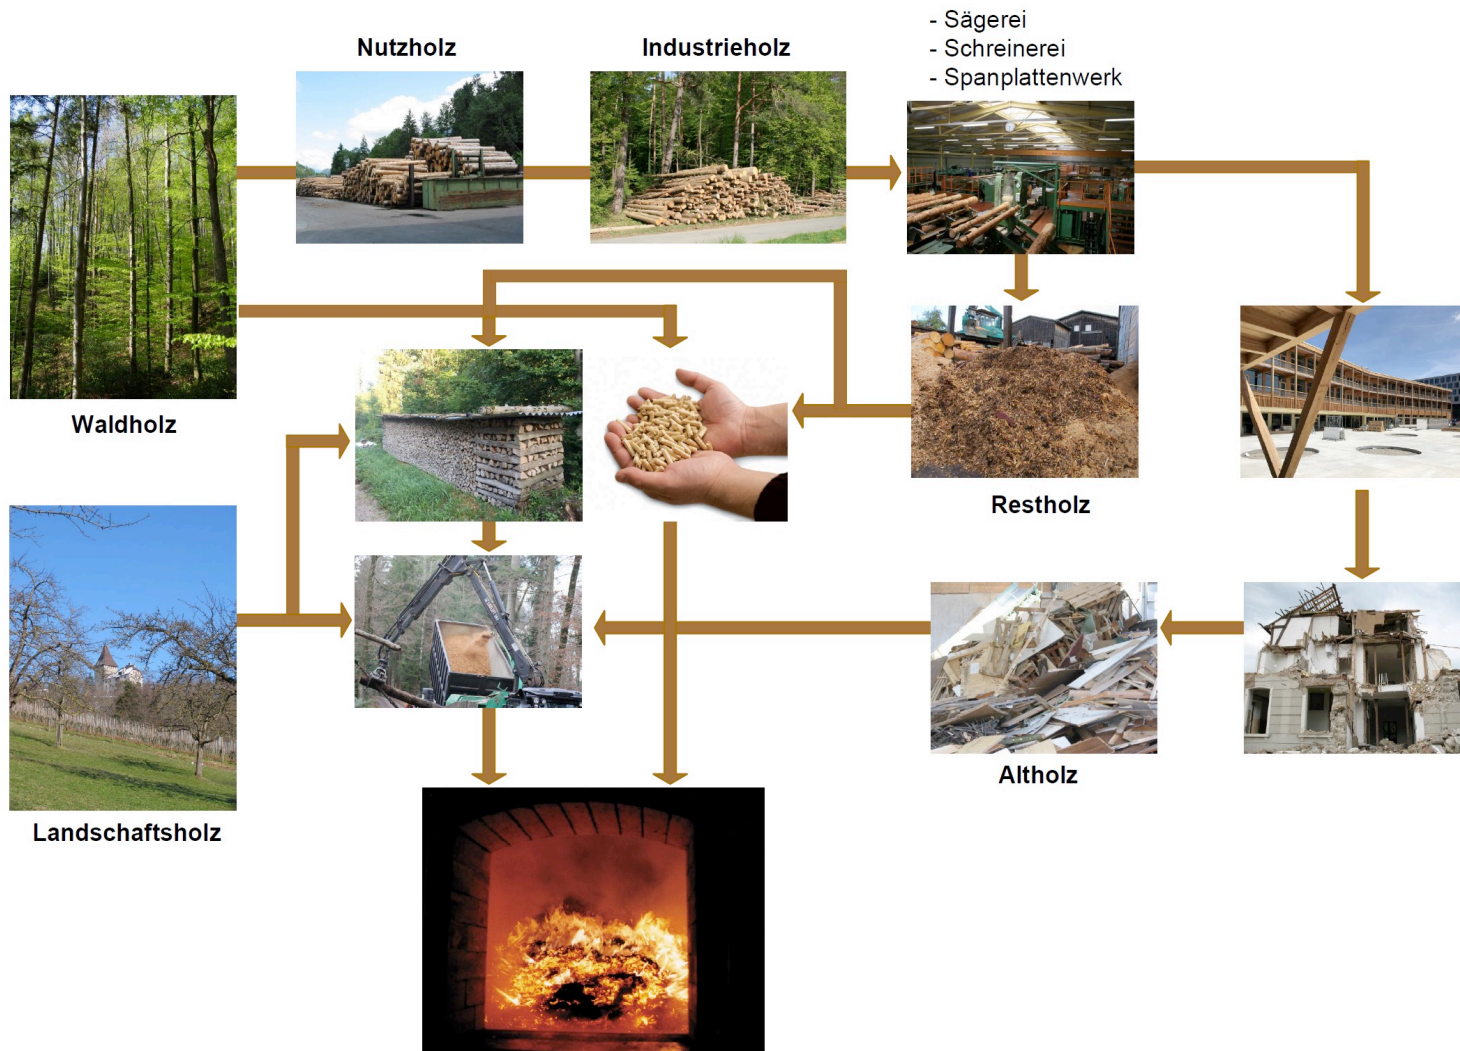 - Sägerei
- Schreinerei
- Spanplattenwerk
Nutzholz
Industrieholz
Waldholz
Restholz
Altholz
Landschaftsholz